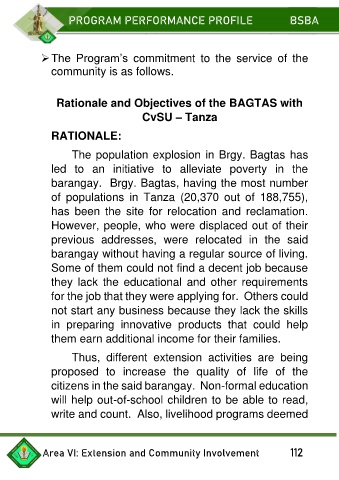 PROGRAM PERFORMANCE PROFILE BSBA
➢The Program's commitment to the service of the
community is as follows.
Rationale and Objectives of the BAGTAS with
CvSU – Tanza
RATIONALE:
The population explosion in Brgy. Bagtas has
led to an initiative to alleviate poverty in the
barangay. Brgy. Bagtas, having the most number
of populations in Tanza (20,370 out of 188,755),
has been the site for relocation and reclamation.
However, people, who were displaced out of their
previous addresses, were relocated in the said
barangay without having a regular source of living.
Some of them could not find a decent job because
they lack the educational and other requirements
for the job that they were applying for. Others could
not start any business because they lack the skills
in preparing innovative products that could help
them earn additional income for their families.
Thus, different extension activities are being
proposed to increase the quality of life of the
citizens in the said barangay. Non-formal education
will help out-of-school children to be able to read,
write and count. Also, livelihood programs deemed
Area VI: Extension and Community Involvement 112